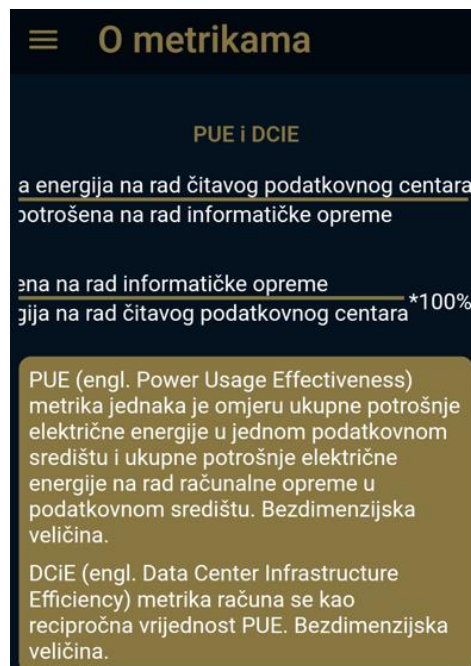 O metrikama
PUE i DCIE
a energija na rad čitavog podatkovnog centara
potrošena na rad informatičke opreme
ena na rad informatičke opreme
*100%
gija na rad čitavog podatkovnog centara
PUE (engl. Power Usage Effectiveness)
metrika jednaka je omjeru ukupne potrošnje
električne energije u jednom podatkovnom
središtu i ukupne potrošnje električne
energije na rad računalne opreme u
podatkovnom središtu. Bezdimenzijska
veličina.
DCiE (engl. Data Center Infrastructure
Efficiency) metrika računa se kao
recipročna vrijednost PUE. Bezdimenzijska
veličina.